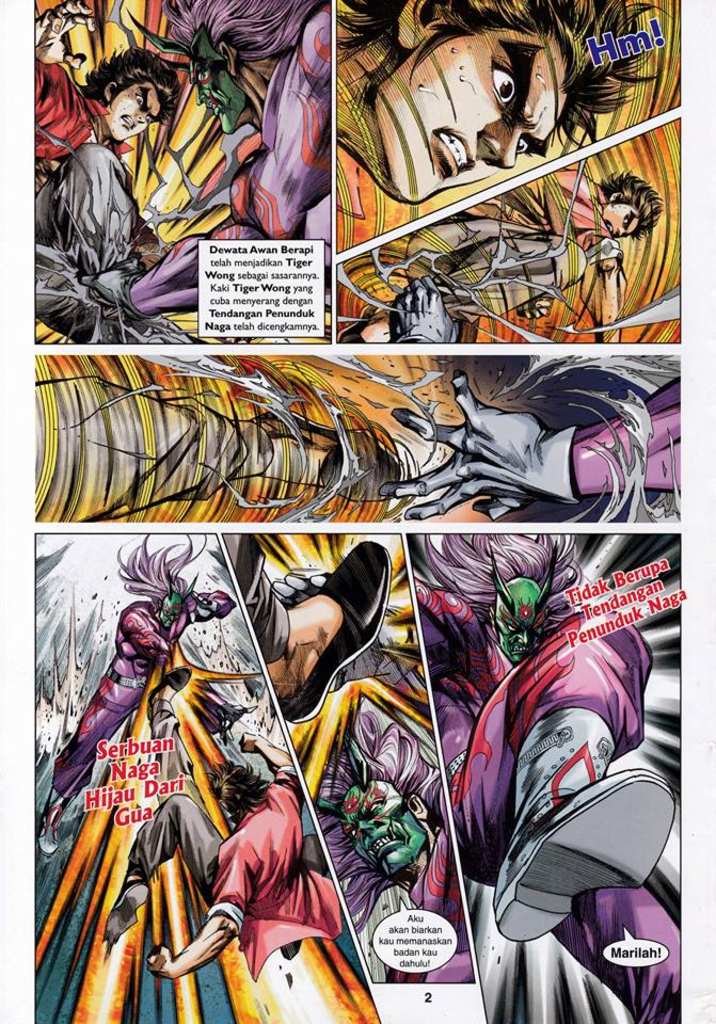 Dewata Awan Berapi
telah menjadikan Tiger
Wong sebagai sasarannya.
Kaki Tiger Wong yang
cuba menyerang dengan
Tendangan Penunduk
Naga telah dicengkamnya.
Hm!
Serbuan
Naga
Hijau Dari
Gua
Aku
akan biarkan
kau memanaskan
badan kau
dahulu!
Tidak Berupa
Tendangan
Penunduk Naga
Marilah!
2